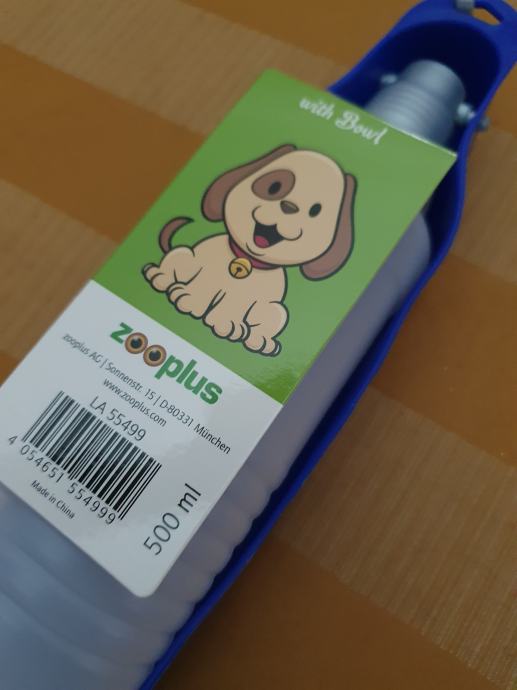 with Bowl
zooplus
zooplus AG | Sonnenstr. 15 | D-80331 München
www.zooplus.com
LA 55499
4 054651 554999
Made in China
500 ml